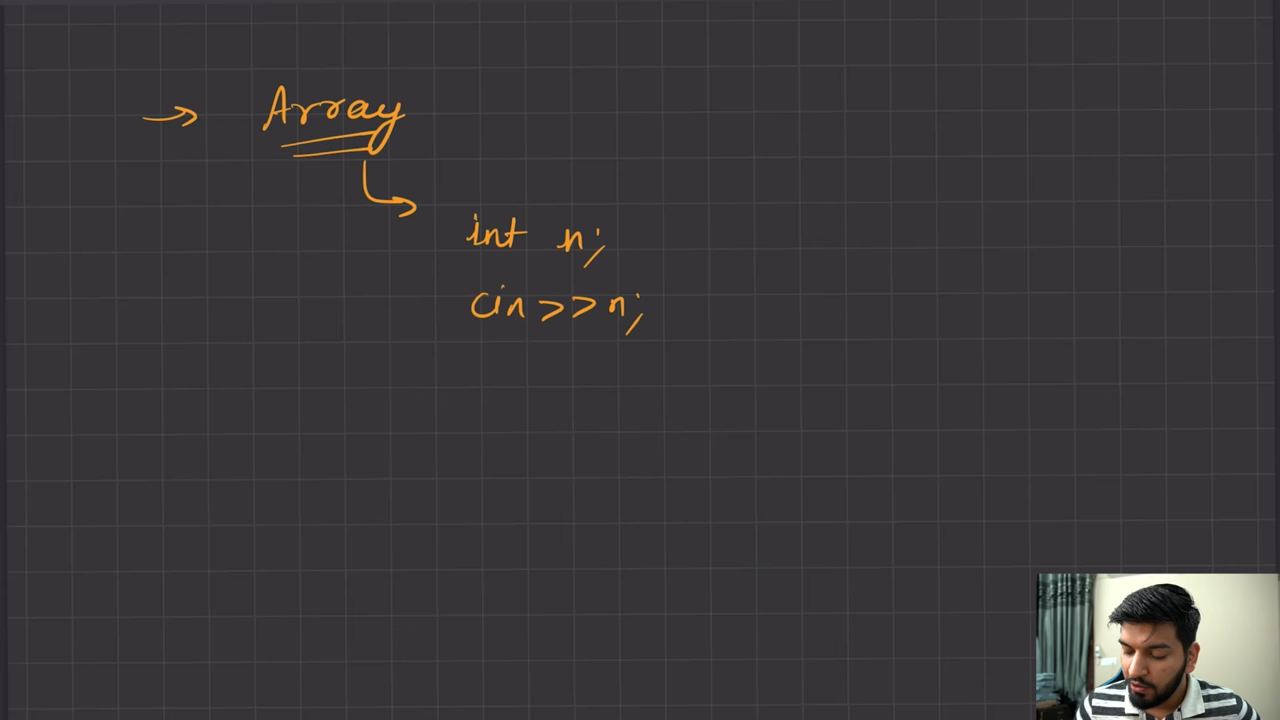 → Array
int n;
cin >> n;